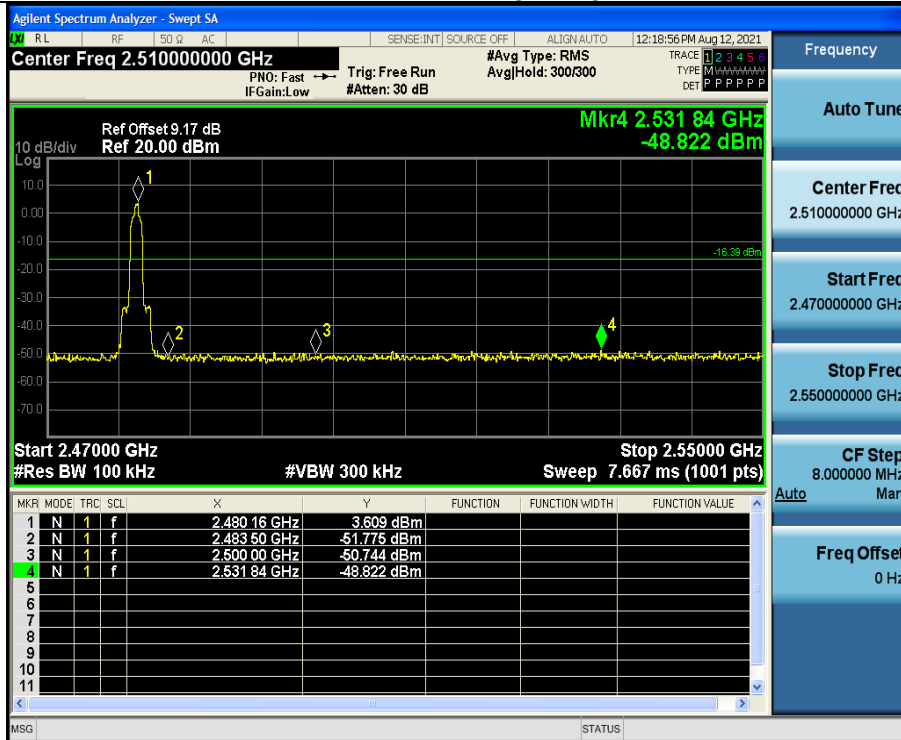 Agilent Spectrum Analyzer - Swept SA
LXI RL RF 50 Ω AC SENSE:INT SOURCE OFF ALIGN AUTO 12:18:56 PM Aug 12, 2021
Center Freq 2.510000000 GHz
PNO: Fast
IFGain:Low
Trig: Free Run
#Atten: 30 dB
#Avg Type: RMS
Avg|Hold: 300/300
TRACE 1 2 3 4 5 6
TYPE M
DET P P P P P P
Ref Offset 9.17 dB
10 dB/div Ref 20.00 dBm
Log
Mkr4 2.531 84 GHz
-48.822 dBm
10.0
0.00
-10.0
-20.0
-30.0
-40.0
-50.0
-60.0
-70.0
1
2
3
4
-16.39 dBm
Start 2.47000 GHz Stop 2.55000 GHz
#Res BW 100 kHz #VBW 300 kHz Sweep 7.667 ms (1001 pts)
MKR MODE TRC SCL X Y FUNCTION FUNCTION WIDTH FUNCTION VALUE
1 N 1 f 2.480 16 GHz 3.609 dBm
2 N 1 f 2.483 50 GHz -51.775 dBm
3 N 1 f 2.500 00 GHz -50.744 dBm
4 N 1 f 2.531 84 GHz -48.822 dBm
5
6
7
8
9
10
11
MSG STATUS
Frequency
Auto Tune
Center Freq
2.510000000 GHz
Start Freq
2.470000000 GHz
Stop Freq
2.550000000 GHz
CF Step
8.000000 MHz
Auto Man
Freq Offset
0 Hz